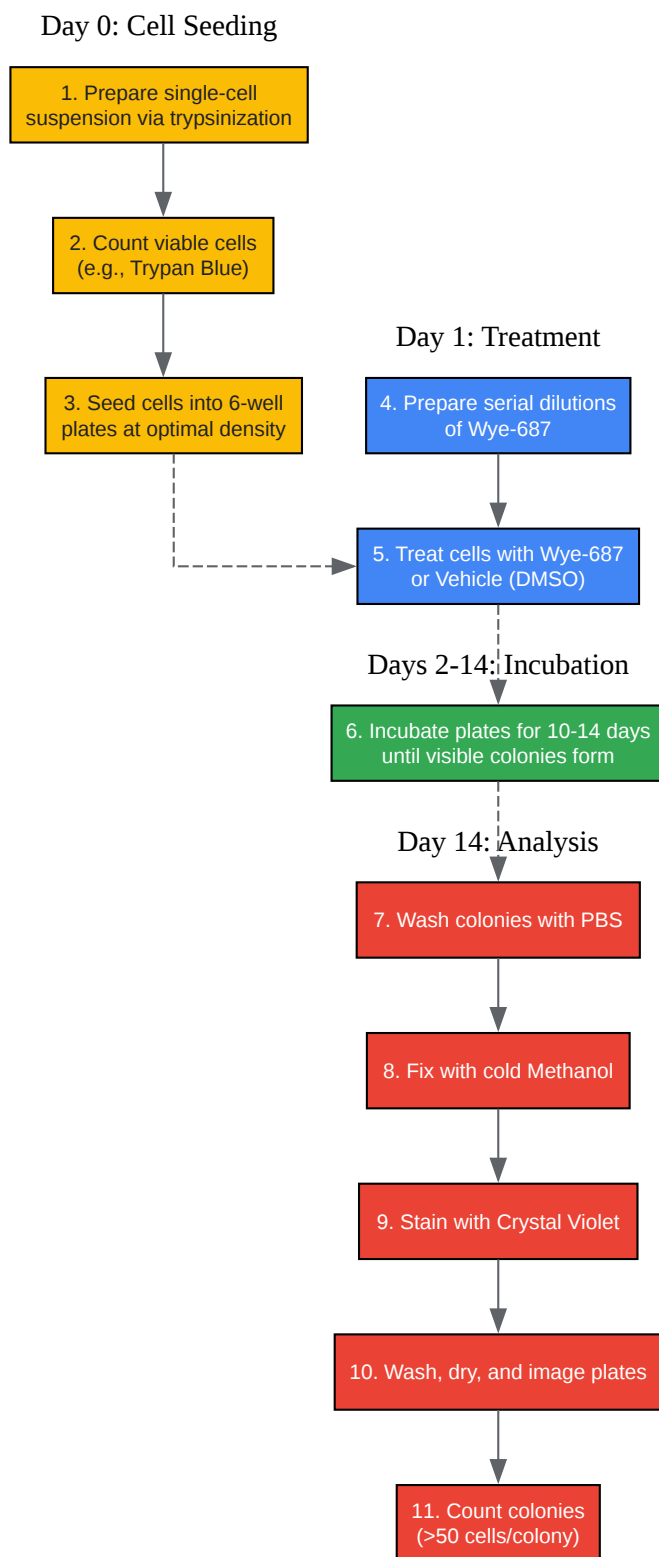 Day 0: Cell Seeding
1. Prepare single-cell
suspension via trypsinization
2. Count viable cells
(e.g., Trypan Blue)
3. Seed cells into 6-well
plates at optimal density
Day 1: Treatment
4. Prepare serial dilutions
of Wye-687
5. Treat cells with Wye-687
or Vehicle (DMSO)
Days 2-14: Incubation
6. Incubate plates for 10-14 days
until visible colonies form
Day 14: Analysis
7. Wash colonies with PBS
8. Fix with cold Methanol
9. Stain with Crystal Violet
10. Wash, dry, and image plates
11. Count colonies
(>50 cells/colony)